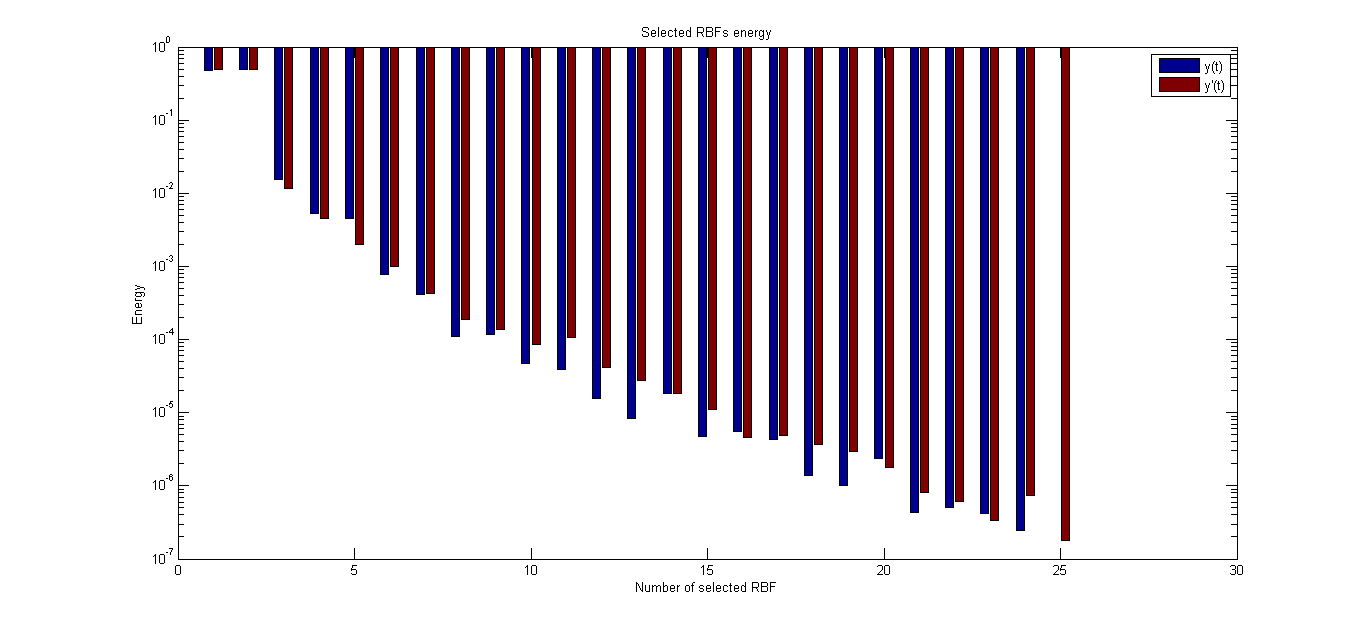 Selected RBFs energy
10^0
10^-1
10^-2
10^-3
10^-4
10^-5
10^-6
10^-7
Energy
0 5 10 15 20 25 30
Number of selected RBF
y(t)
y'(t)